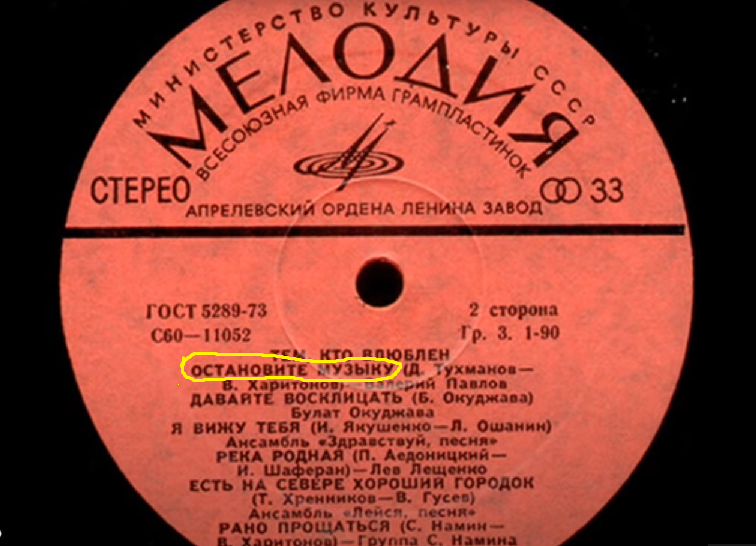 МИНИСТЕРСТВО КУЛЬТУРЫ СССР
МЕЛОДИЯ
ВСЕСОЮЗНАЯ ФИРМА ГРАМПЛАСТИНОК
СТЕРЕО 33
АПРЕЛЕВСКИЙ ОРДЕНА ЛЕНИНА ЗАВОД
ГОСТ 5289-73 2 сторона
С60—11052 Гр. 3. 1-90
ТЕМ, КТО ВЛЮБЛЕН
ОСТАНОВИТЕ МУЗЫКУ (Д. Тухманов—
В. Харитонов) Валерий Павлов
ДАВАЙТЕ ВОСКЛИЦАТЬ (Б. Окуджава)
Булат Окуджава
Я ВИЖУ ТЕБЯ (И. Якушенко—Л. Ошанин)
Ансамбль «Здравствуй, песня»
РЕКА РОДНАЯ (П. Аедоницкий—
И. Шаферан)—Лев Лещенко
ЕСТЬ НА СЕВЕРЕ ХОРОШИЙ ГОРОДОК
(Т. Хренников—В. Гусев)
Ансамбль «Лейся, песня»
РАНО ПРОЩАТЬСЯ (С. Намин—
В. Харитонов)—Группа С. Намина